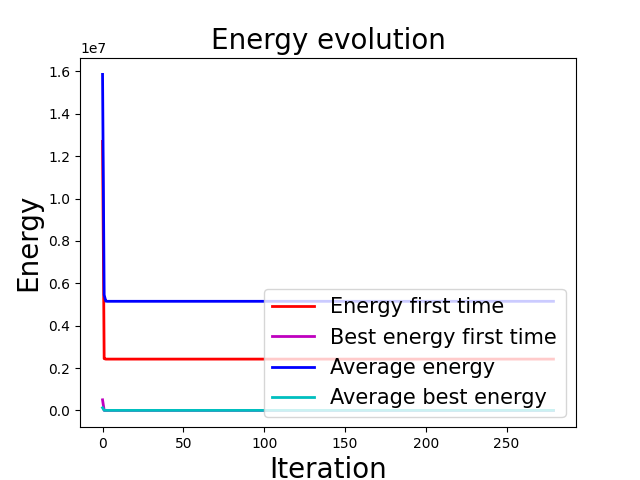 Energy evolution
1e7
1.6
1.4
1.2
1.0
0.8
0.6
0.4
0.2
0.0
Energy
Energy first time
Best energy first time
Average energy
Average best energy
0 50 100 150 200 250
Iteration